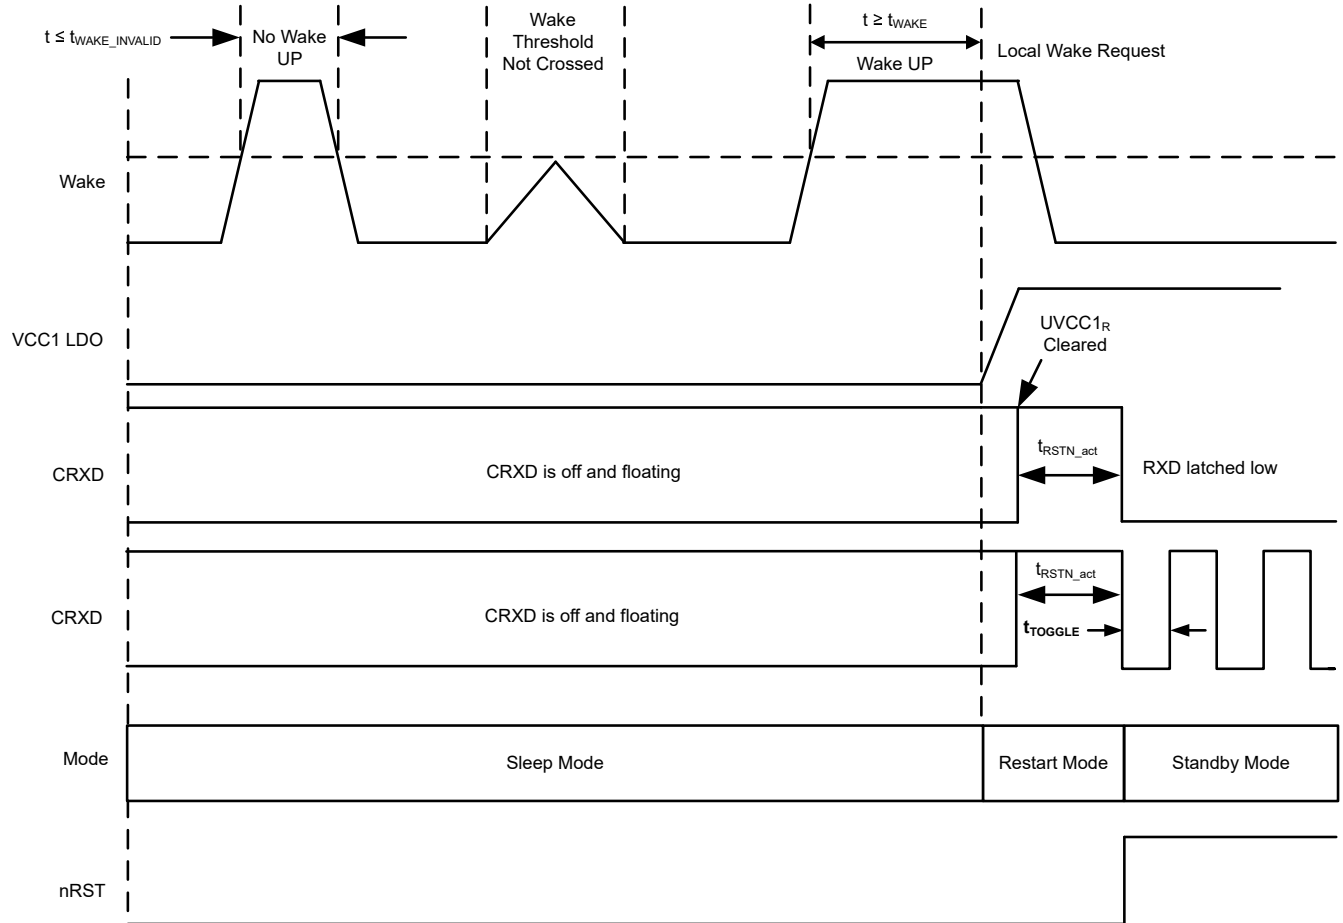 t ≤ tWAKE_INVALID
No Wake
UP
Wake
Threshold
Not Crossed
t ≥ tWAKE
Wake UP
Local Wake Request
Wake
VCC1 LDO
UVCC1R
Cleared
CRXD
CRXD is off and floating
tRSTN_act
RXD latched low
CRXD
CRXD is off and floating
tRSTN_act
tTOGGLE
Mode
Sleep Mode
Restart Mode
Standby Mode
nRST